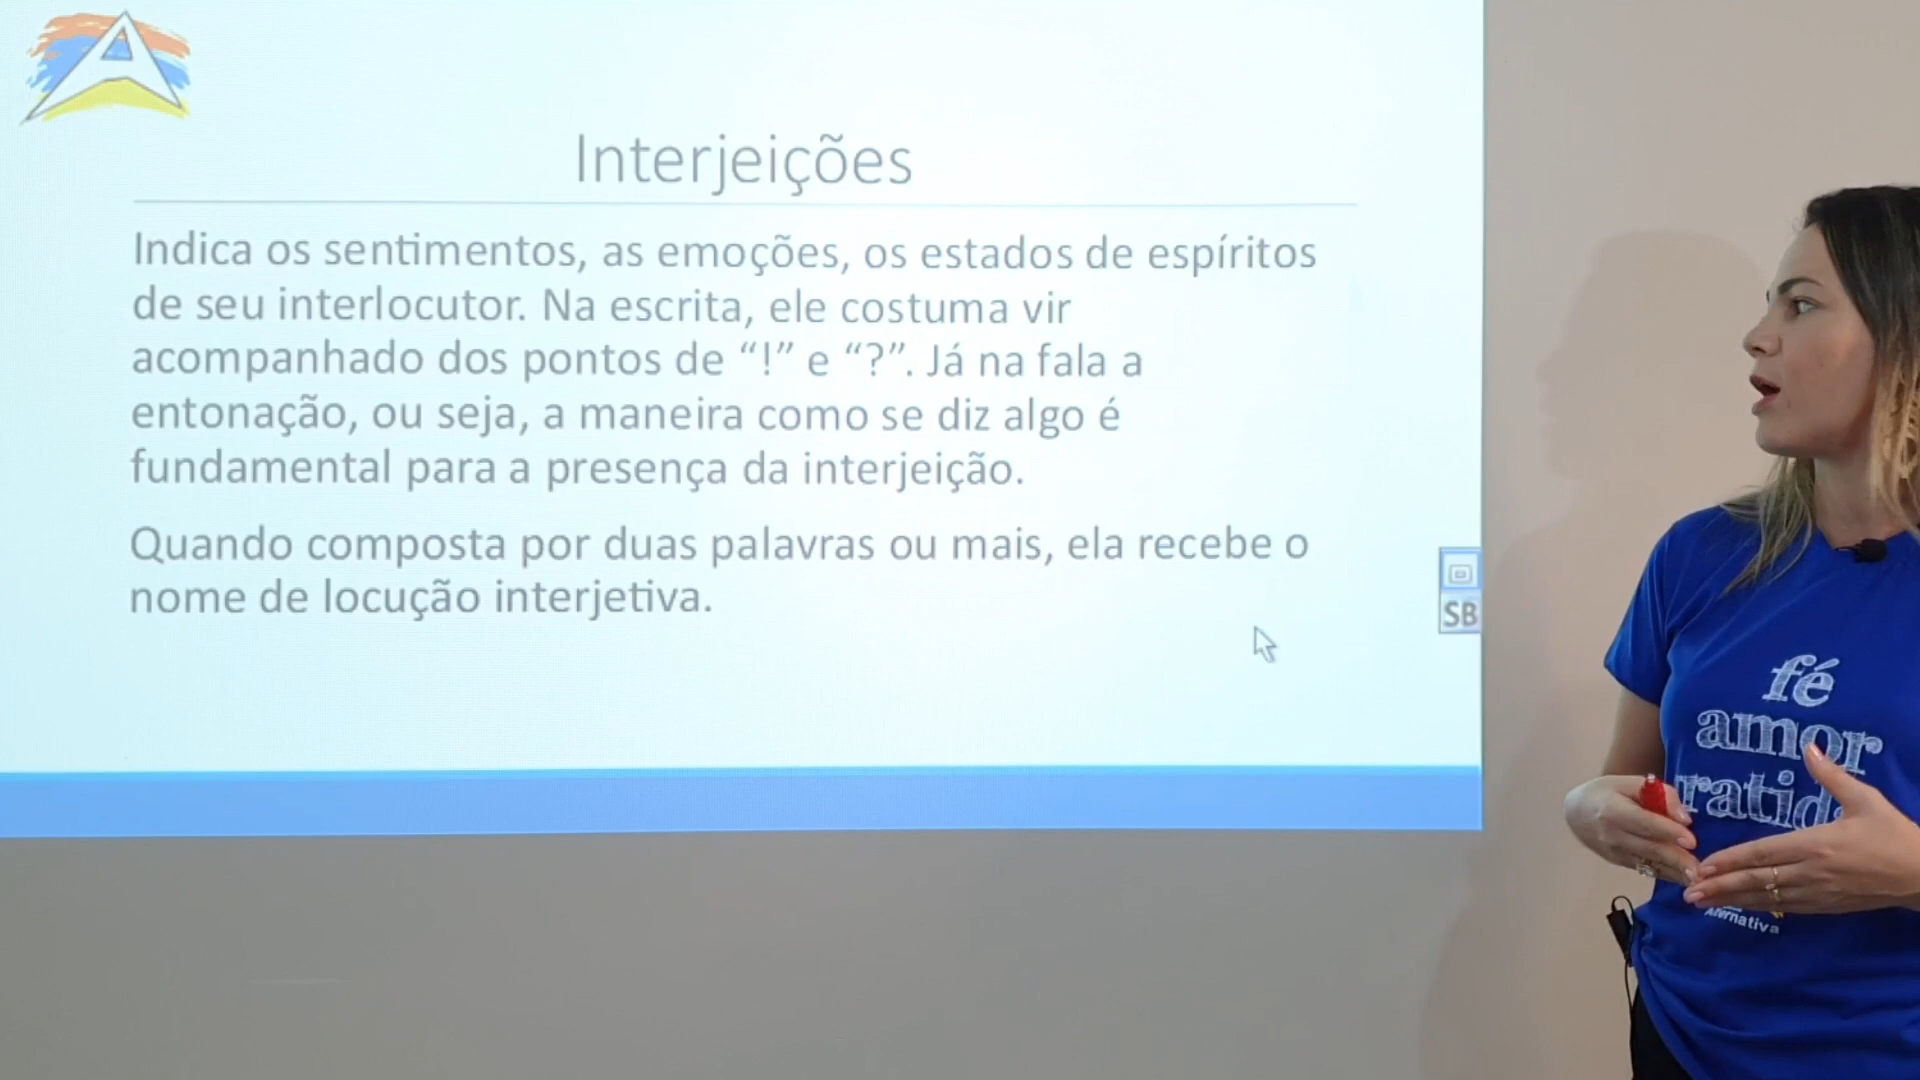 Interjeições
Indica os sentimentos, as emoções, os estados de espíritos
de seu interlocutor. Na escrita, ele costuma vir
acompanhado dos pontos de “!” e “?”. Já na fala a
entonação, ou seja, a maneira como se diz algo é
fundamental para a presença da interjeição.
Quando composta por duas palavras ou mais, ela recebe o
nome de locução interjetiva.
SB
fé
amor
Alternativa